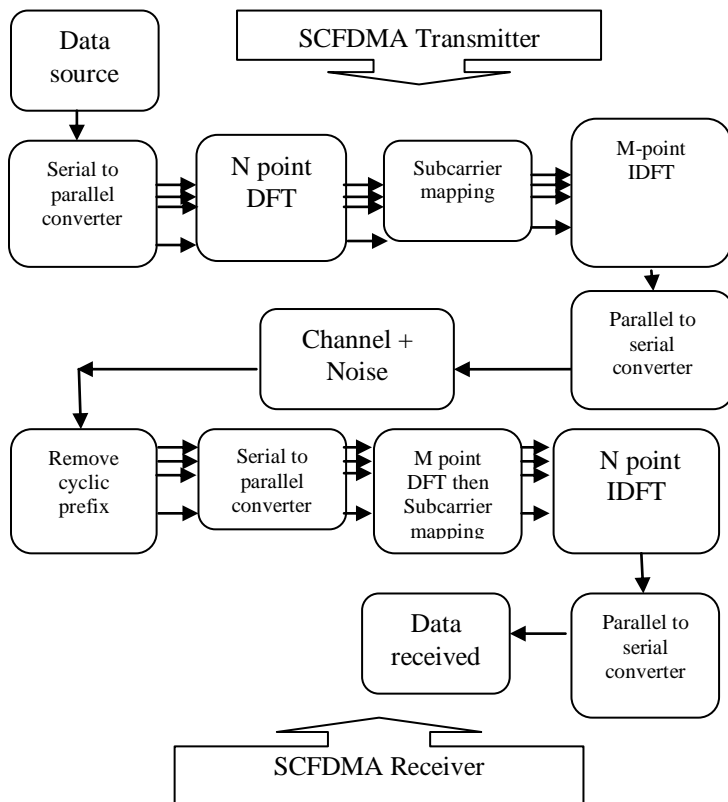 Data
source
SCFDMA Transmitter
Serial to
parallel
converter
N point
DFT
Subcarrier
mapping
M-point
IDFT
Parallel to
serial
converter
Channel +
Noise
Remove
cyclic
prefix
Serial to
parallel
converter
M point
DFT then
Subcarrier
mapping
N point
IDFT
Parallel to
serial
converter
Data
received
SCFDMA Receiver